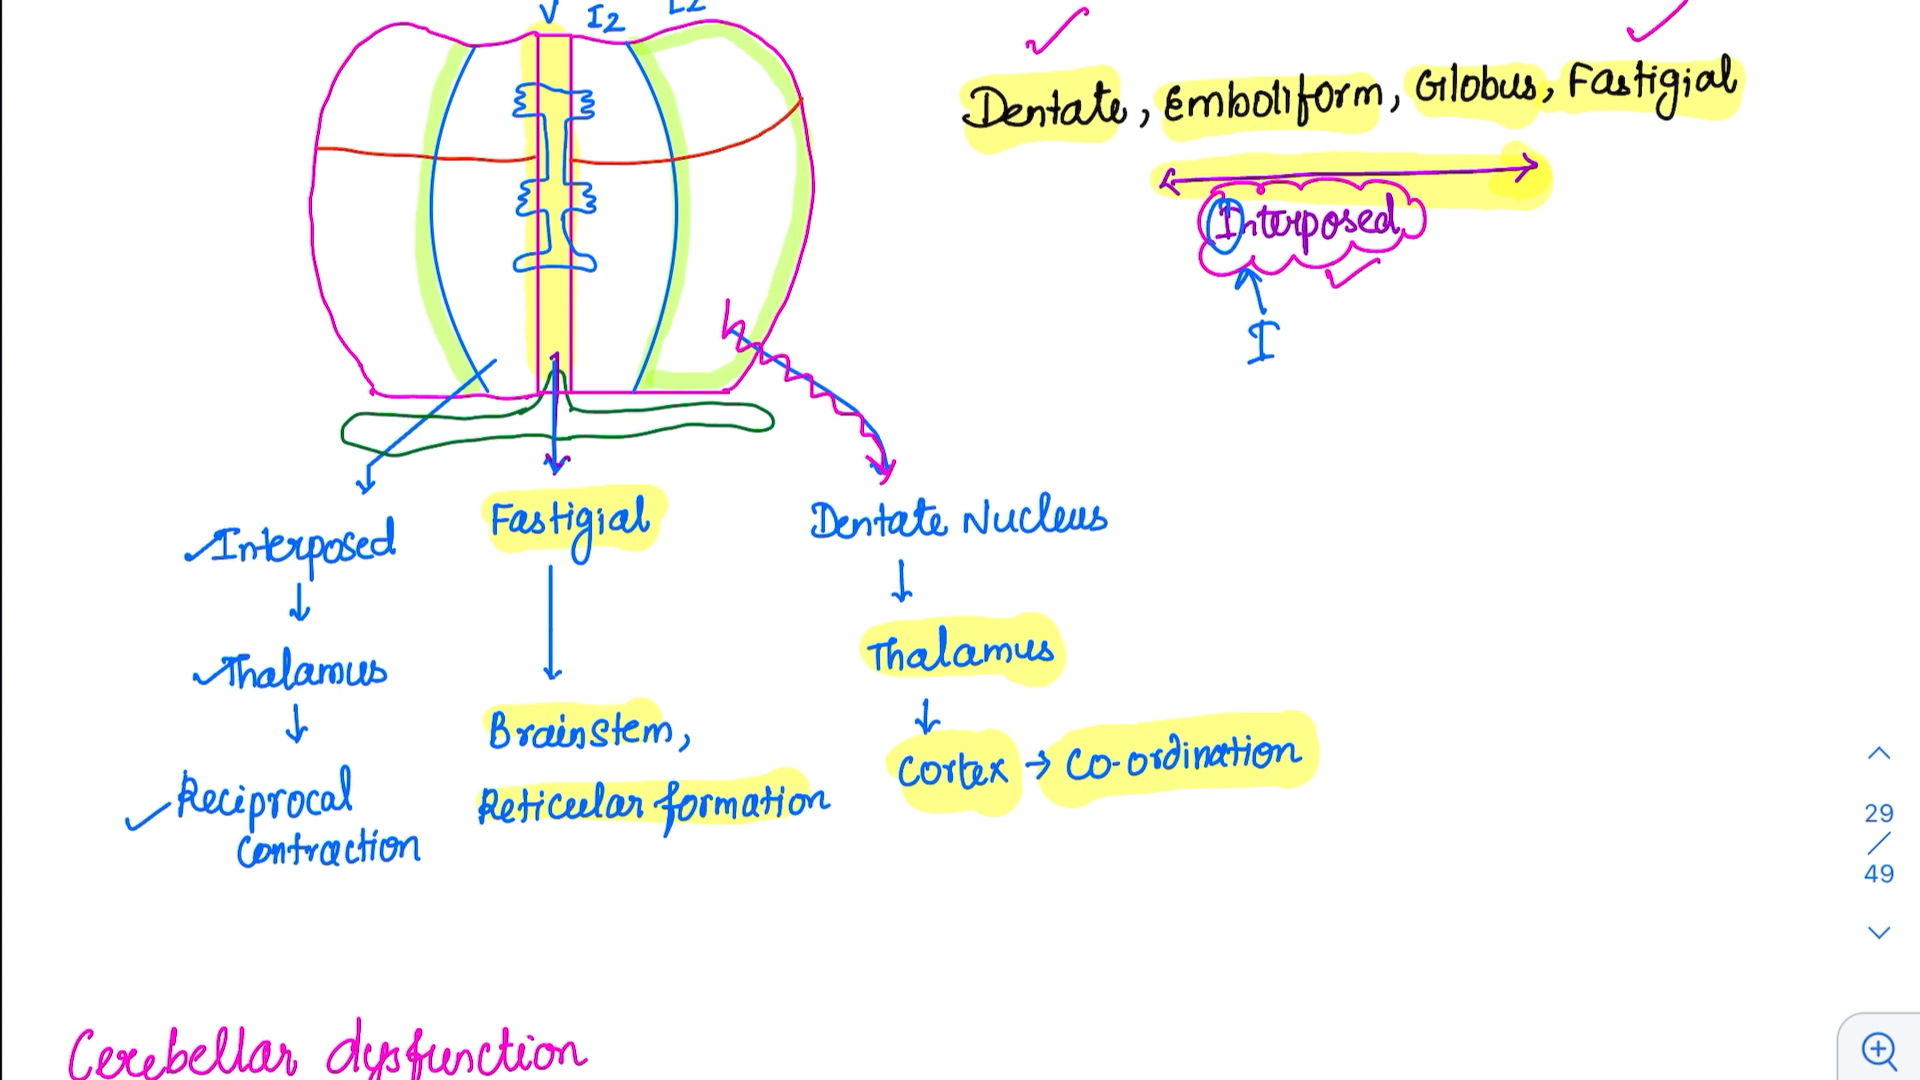 V I2 LZ
Dentate, Emboliform, Globus, Fastigial
Interposed
I
Interposed
Fastigial
Dentate Nucleus
Thalamus
Thalamus
Brainstem,
Reticular formation
Cortex → Co-ordination
Reciprocal
Contraction
29
/
49
Cerebellar dysfunction